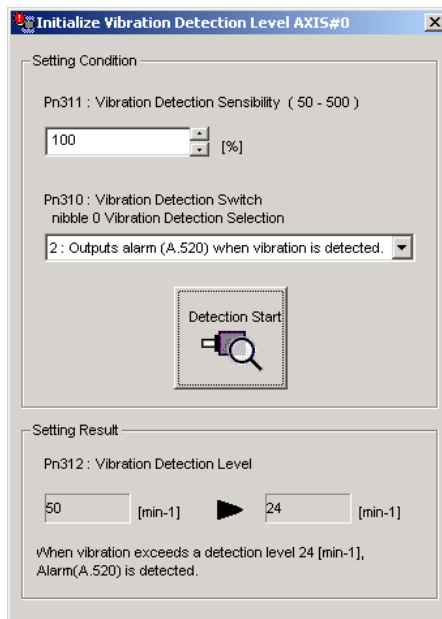 Initialize Vibration Detection Level AXIS#0
Setting Condition
Pn311 : Vibration Detection Sensibility ( 50 - 500 )
100
[%]
Pn310 : Vibration Detection Switch
nibble 0 Vibration Detection Selection
2 : Outputs alarm (A.520) when vibration is detected.
Detection Start
Setting Result
Pn312 : Vibration Detection Level
50 [min-1] 24 [min-1]
When vibration exceeds a detection level 24 [min-1],
Alarm(A.520) is detected.